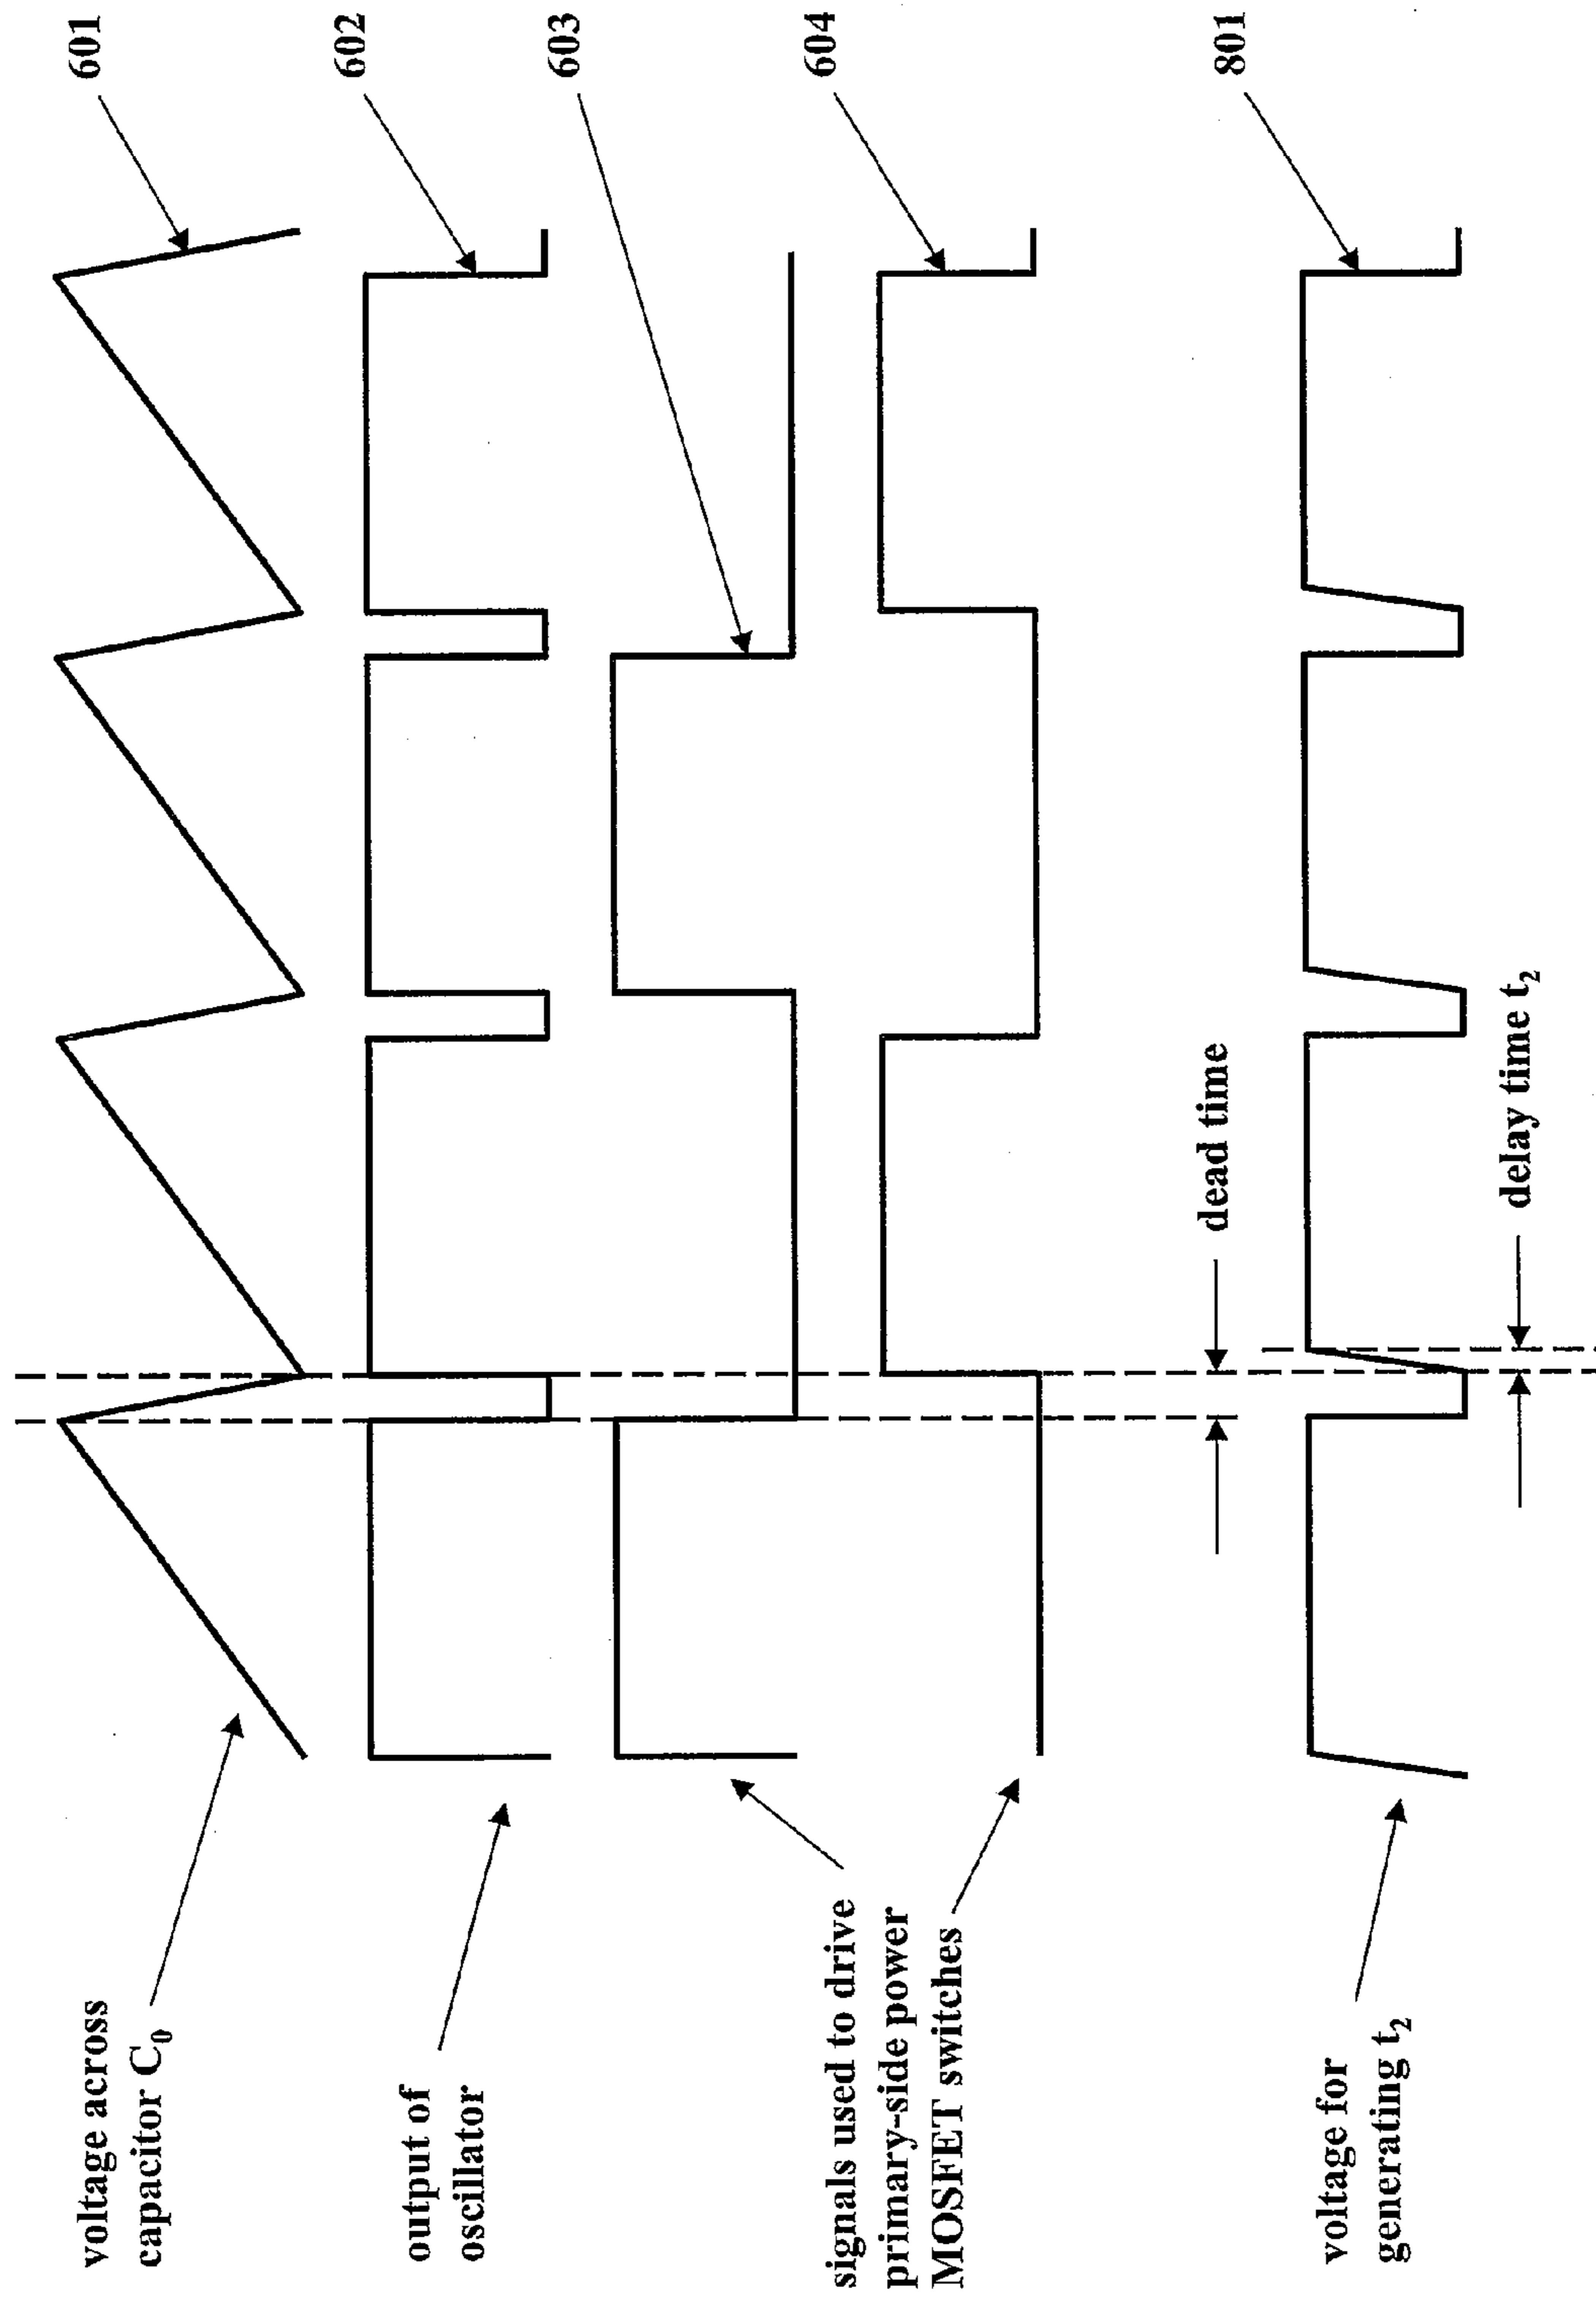 voltage across
capacitor C₀
601
output of
oscillator
602
603
signals used to drive
primary-side power
MOSFET switches
604
dead time
voltage for
generating t₂
801
delay time t₂